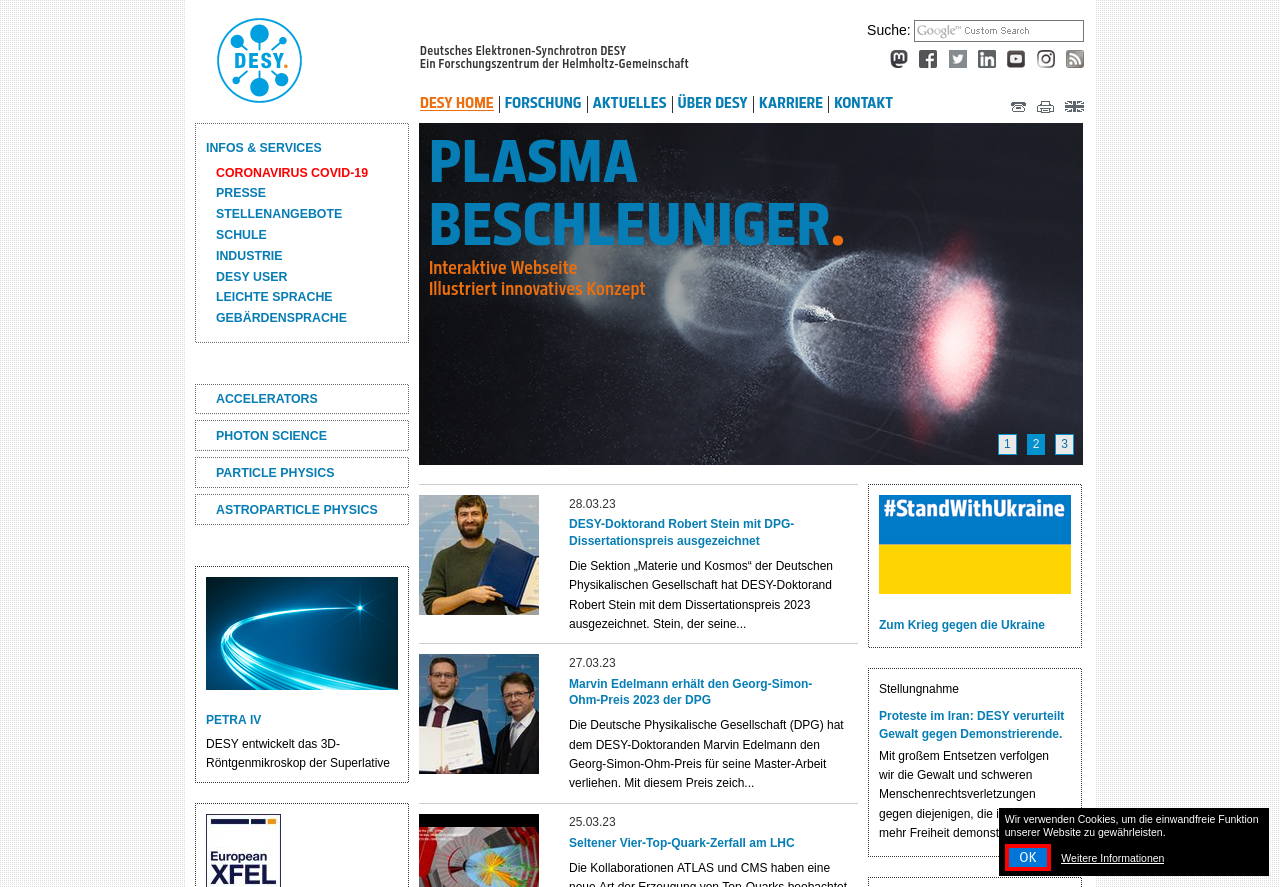 DESY.
Deutsches Elektronen-Synchrotron DESY
Ein Forschungszentrum der Helmholtz-Gemeinschaft
Suche: Google™ Custom Search
DESY HOME
FORSCHUNG
AKTUELLES
ÜBER DESY
KARRIERE
KONTAKT
INFOS & SERVICES
CORONAVIRUS COVID-19
PRESSE
STELLENANGEBOTE
SCHULE
INDUSTRIE
DESY USER
LEICHTE SPRACHE
GEBÄRDENSPRACHE
ACCELERATORS
PHOTON SCIENCE
PARTICLE PHYSICS
ASTROPARTICLE PHYSICS
PETRA IV
DESY entwickelt das 3D-
Röntgenmikroskop der Superlative
European
XFEL
PLASMA
BESCHLEUNIGER.
Interaktive Webseite
Illustriert innovatives Konzept
1 2 3
28.03.23
DESY-Doktorand Robert Stein mit DPG-
Dissertationspreis ausgezeichnet
Die Sektion „Materie und Kosmos“ der Deutschen
Physikalischen Gesellschaft hat DESY-Doktorand
Robert Stein mit dem Dissertationspreis 2023
ausgezeichnet. Stein, der seine...
27.03.23
Marvin Edelmann erhält den Georg-Simon-
Ohm-Preis 2023 der DPG
Die Deutsche Physikalische Gesellschaft (DPG) hat
dem DESY-Doktoranden Marvin Edelmann den
Georg-Simon-Ohm-Preis für seine Master-Arbeit
verliehen. Mit diesem Preis zeich...
25.03.23
Seltener Vier-Top-Quark-Zerfall am LHC
Die Kollaborationen ATLAS und CMS haben eine
neue Art der Erzeugung von Top-Quarks beobachtet
#StandWithUkraine
Zum Krieg gegen die Ukraine
Stellungnahme
Proteste im Iran: DESY verurteilt
Gewalt gegen Demonstrierende.
Mit großem Entsetzen verfolgen
wir die Gewalt und schweren
Menschenrechtsverletzungen
gegen diejenigen, die
mehr Freiheit
Wir verwenden Cookies, um die einwandfreie Funktion
unserer Website zu gewährleisten.
OK
Weitere Informationen